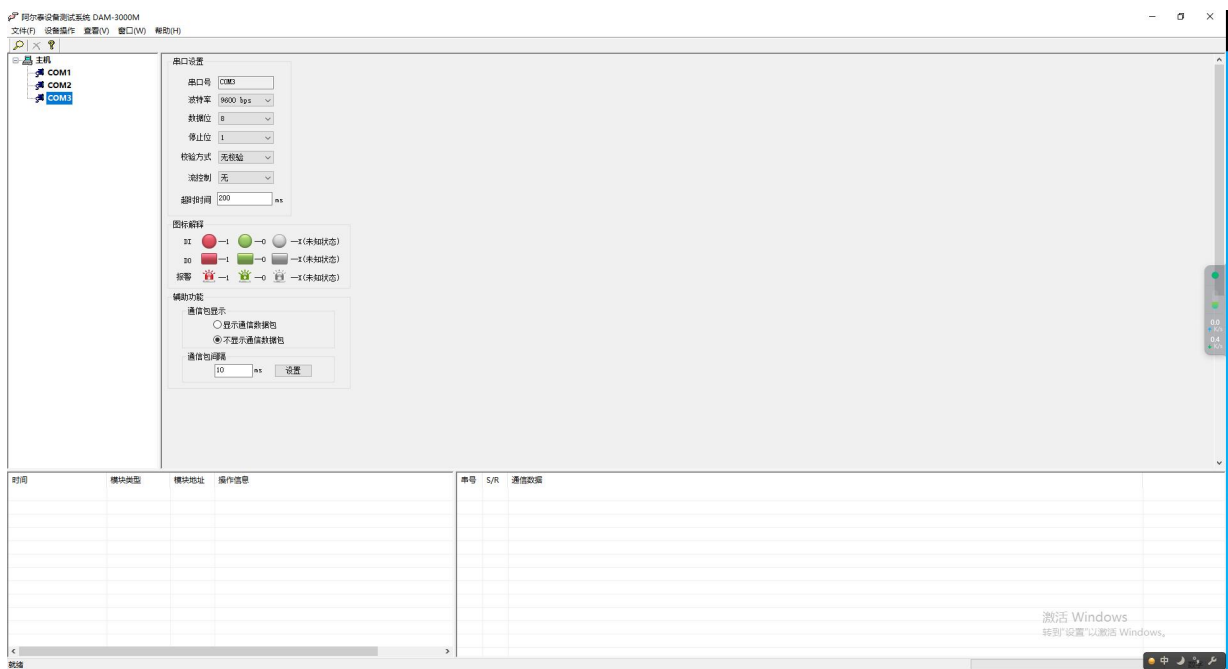 阿尔泰设备测试系统 DAM-3000M
文件(F) 设备操作 查看(V) 窗口(W) 帮助(H)
主机
COM1
COM2
COM3
串口设置
串口号 COM3
波特率 9600 bps
数据位 8
停止位 1
校验方式 无校验
流控制 无
超时时间 200 ms
图标解释
DI —1 —0 —X(未知状态)
DO —1 —0 —X(未知状态)
报警 —1 —0 —X(未知状态)
辅助功能
通信包显示
显示通信数据包
不显示通信数据包
通信包间隔
10 ms 设置
时间 模块类型 模块地址 操作信息
串号 S/R 通信数据
激活 Windows
转到"设置"以激活 Windows。
就绪
中
0.0
K/s
0.4
K/s